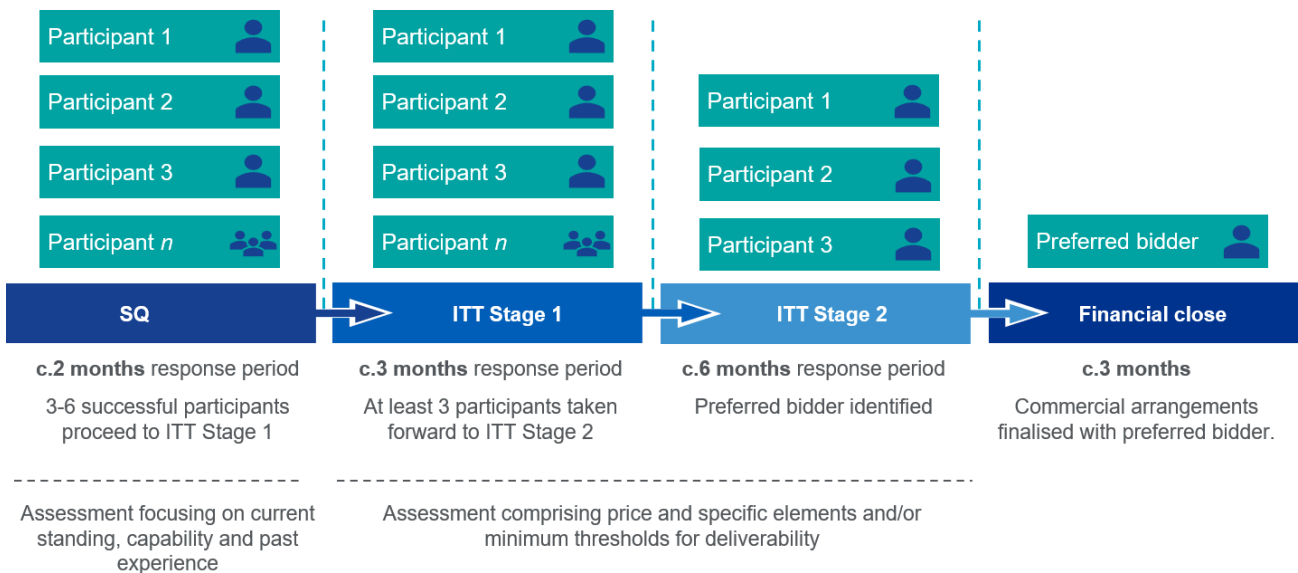 Participant 1
Participant 2
Participant 3
Participant n
Participant 1
Participant 2
Participant 3
Participant n
Participant 1
Participant 2
Participant 3
Preferred bidder
SQ
ITT Stage 1
ITT Stage 2
Financial close
c.2 months response period
3-6 successful participants
proceed to ITT Stage 1
c.3 months response period
At least 3 participants taken
forward to ITT Stage 2
c.6 months response period
Preferred bidder identified
c.3 months
Commercial arrangements
finalised with preferred bidder.
Assessment focusing on current
standing, capability and past
experience
Assessment comprising price and specific elements and/or
minimum thresholds for deliverability